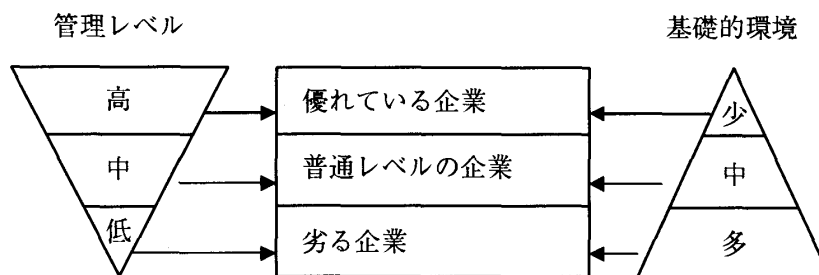 管理レベル
基礎的環境
高
優れている企業
少
中
普通レベルの企業
中
低
劣る企業
多